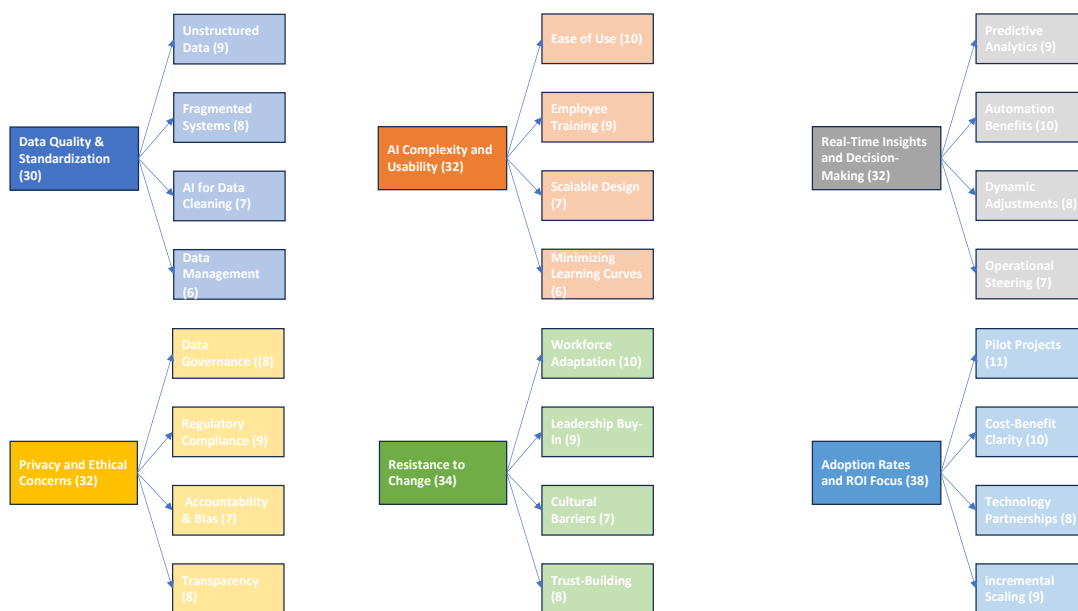 Data Quality &
Standardization
(30)
Unstructured
Data (9)
Fragmented
Systems (8)
AI for Data
Cleaning (7)
Data
Management
(6)
AI Complexity and
Usability (32)
Ease of Use (10)
Employee
Training (9)
Scalable Design
(7)
Minimizing
Learning Curves
(6)
Real-Time Insights
and Decision-
Making (32)
Predictive
Analytics (9)
Automation
Benefits (10)
Dynamic
Adjustments (8)
Operational
Steering (7)
Privacy and Ethical
Concerns (32)
Data
Governance ((8)
Regulatory
Compliance (9)
Accountability
& Bias (7)
Transparency
(8)
Resistance to
Change (34)
Workforce
Adaptation (10)
Leadership Buy-
In (9)
Cultural
Barriers (7)
Trust-Building
(8)
Adoption Rates
and ROI Focus (38)
Pilot Projects
(11)
Cost-Benefit
Clarity (10)
Technology
Partnerships (8)
incremental
Scaling (9)